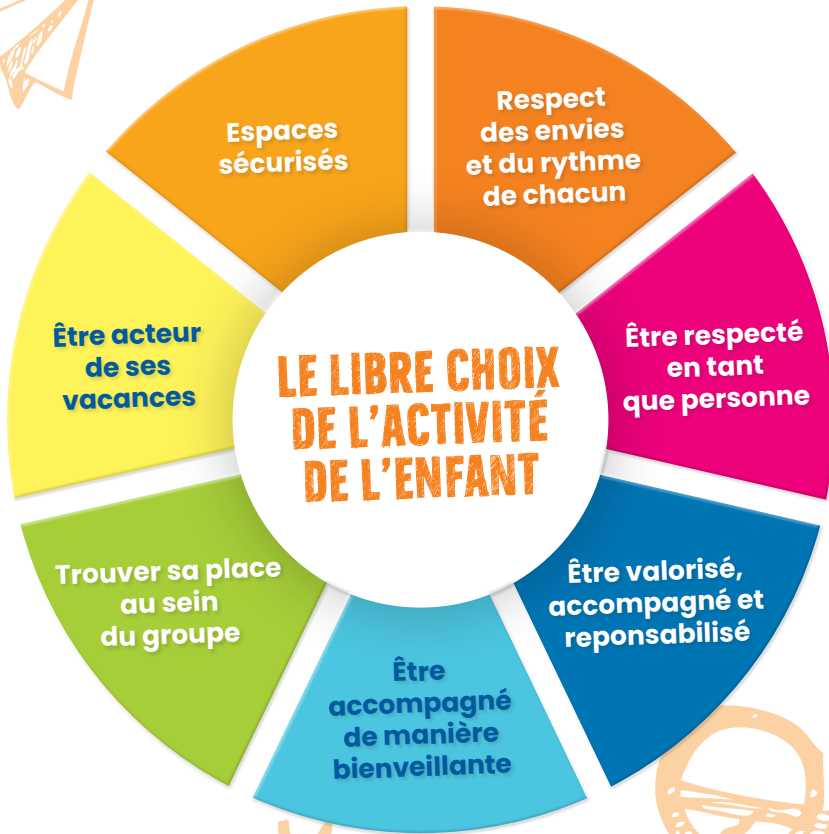 Espaces
sécurisés
Respect
des envies
et du rythme
de chacun
Être acteur
de ses
vacances
LE LIBRE CHOIX
DE L'ACTIVITÉ
DE L'ENFANT
Être respecté
en tant
que personne
Trouver sa place
au sein
du groupe
Être valorisé,
accompagné et
reponsabilisé
Être
accompagné
de manière
bienveillante